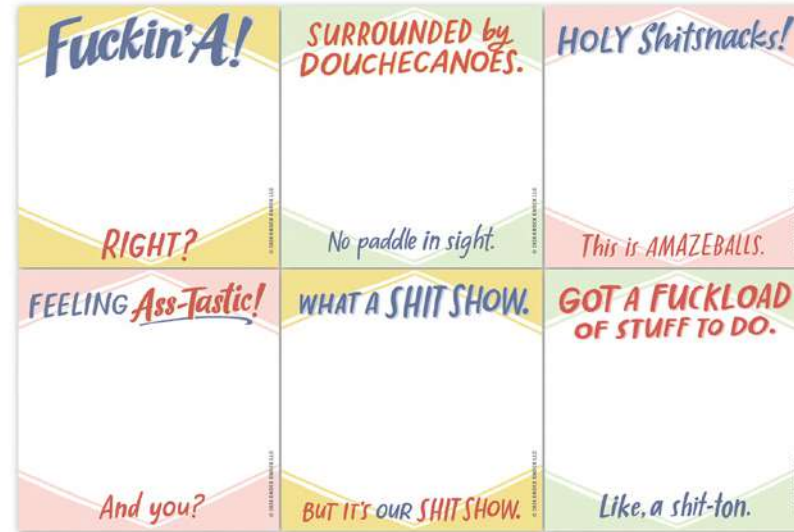 Fuckin' A!
RIGHT?
SURROUNDED by
DOUCHECANOES.
No paddle in sight.
HOLY Shitsnacks!
This is AMAZEBALLS.
FEELING Ass-Tastic!
And you?
WHAT A SHIT SHOW.
BUT IT'S OUR SHIT SHOW.
GOT A FUCKLOAD
OF STUFF TO DO.
Like, a shit-ton.